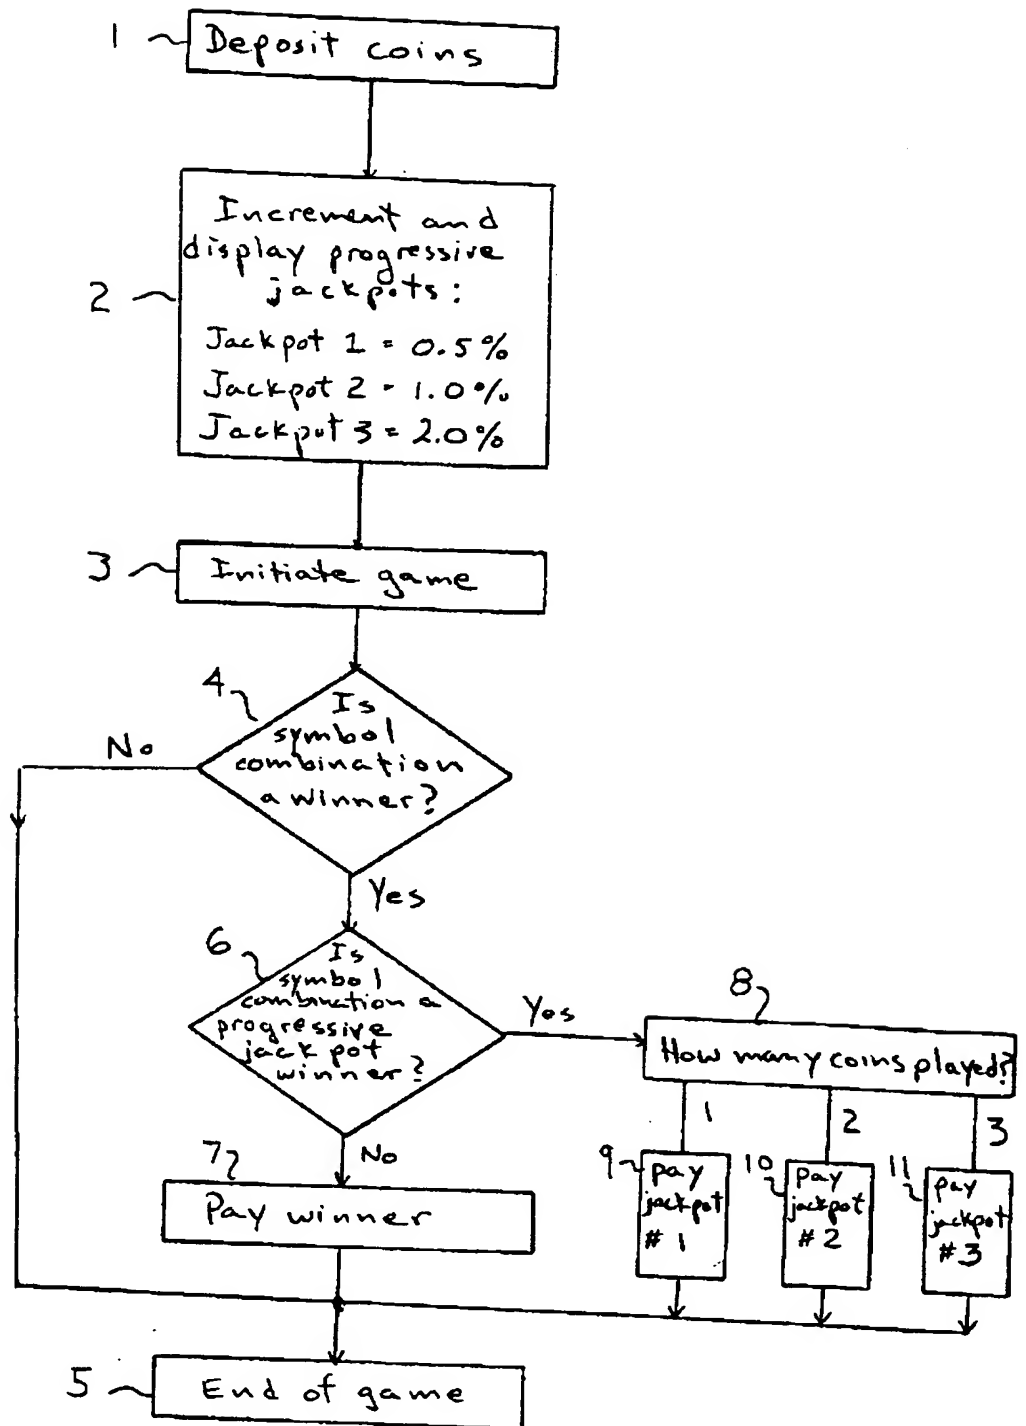 1
Deposit coins
2
Increment and
display progressive
jackpots:
Jackpot 1 = 0.5%
Jackpot 2 - 1.0%
Jackpot 3 = 2.0%
3
Initiate game
4
Is
symbol
combination
a winner?
No
Yes
6
Is
symbol
combination a
progressive
jackpot
winner?
Yes
8
How many coins played?
1
2
3
No
7
Pay winner
9
pay
jackpot
# 1
10
pay
jackpot
# 2
11
pay
jackpot
# 3
5
End of game